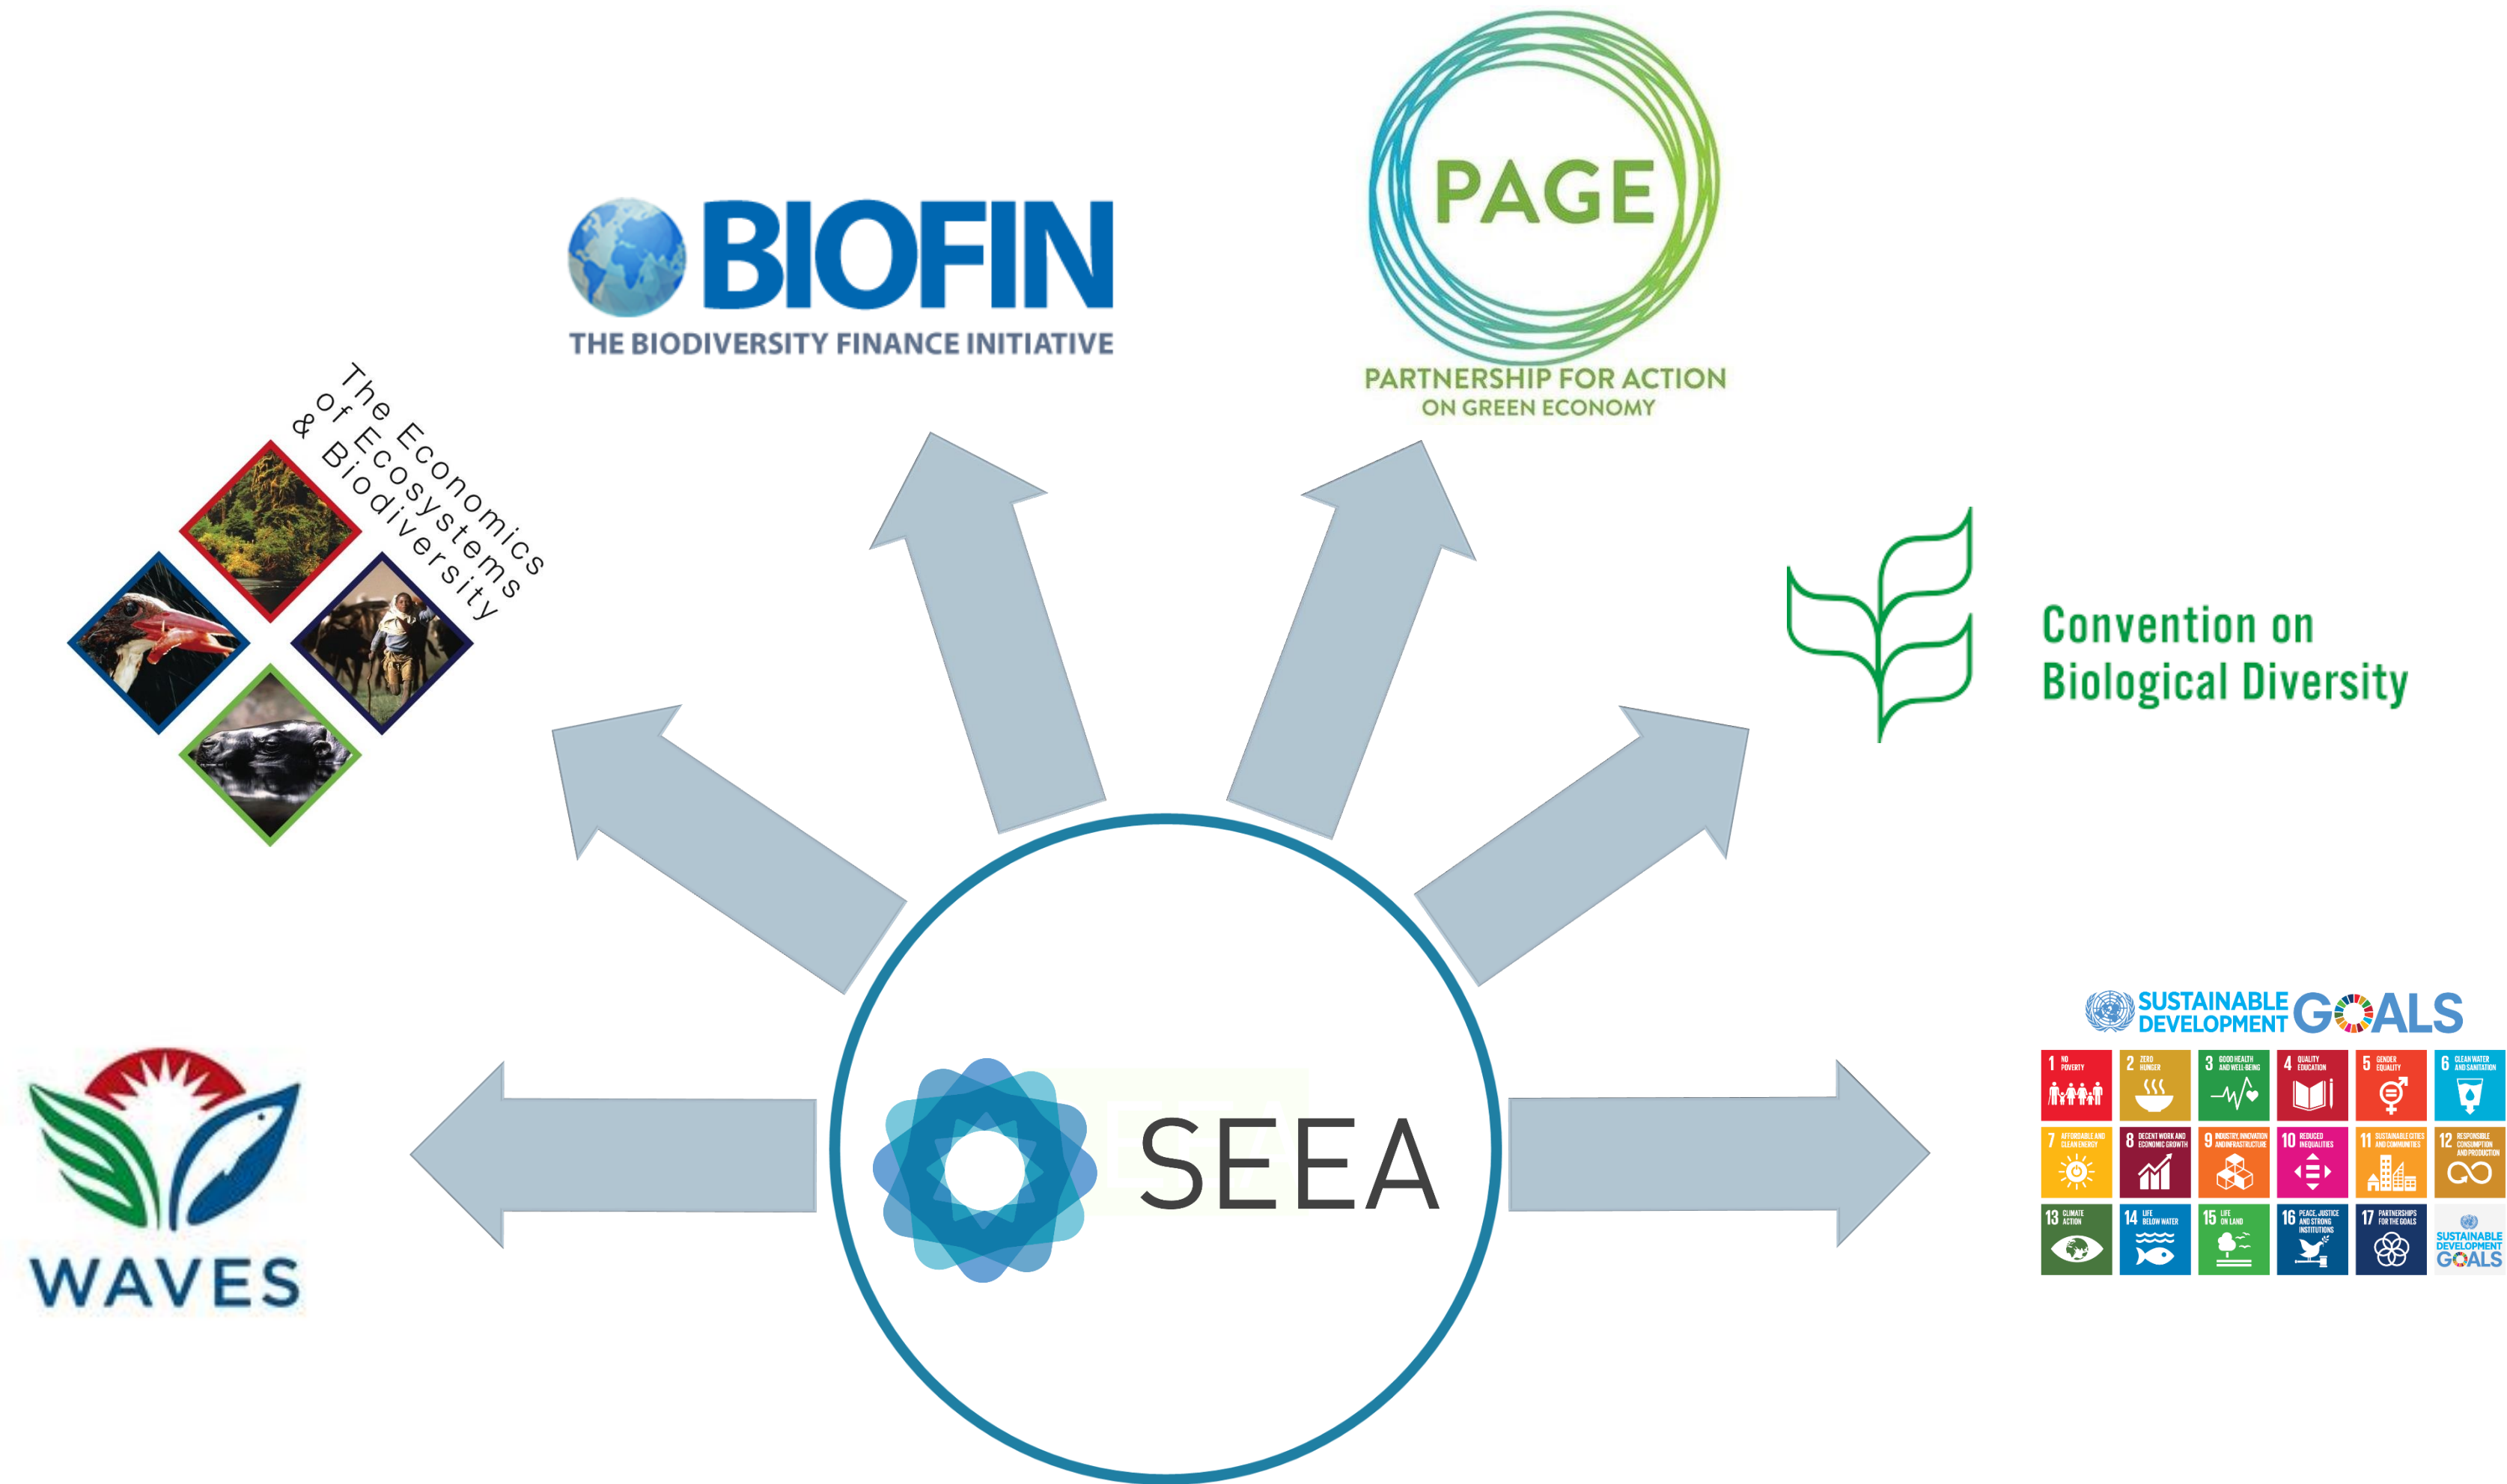 PAGE
PARTNERSHIP FOR ACTION
ON GREEN ECONOMY
BIOFIN
THE BIODIVERSITY FINANCE INITIATIVE
The Economics
of Ecosystems
& Biodiversity
Convention on
Biological Diversity
WAVES
SEEA
SUSTAINABLE
DEVELOPMENT
GOALS
1 NO
POVERTY
2 ZERO
HUNGER
3 GOOD HEALTH
AND WELL-BEING
4 QUALITY
EDUCATION
5 GENDER
EQUALITY
6 CLEAN WATER
AND SANITATION
7 AFFORDABLE AND
CLEAN ENERGY
8 DECENT WORK AND
ECONOMIC GROWTH
9 INDUSTRY, INNOVATION
AND INFRASTRUCTURE
10 REDUCED
INEQUALITIES
11 SUSTAINABLE CITIES
AND COMMUNITIES
12 RESPONSIBLE
CONSUMPTION
AND PRODUCTION
13 CLIMATE
ACTION
14 LIFE
BELOW WATER
15 LIFE
ON LAND
16 PEACE, JUSTICE
AND STRONG
INSTITUTIONS
17 PARTNERSHIPS
FOR THE GOALS
SUSTAINABLE
DEVELOPMENT
GOALS